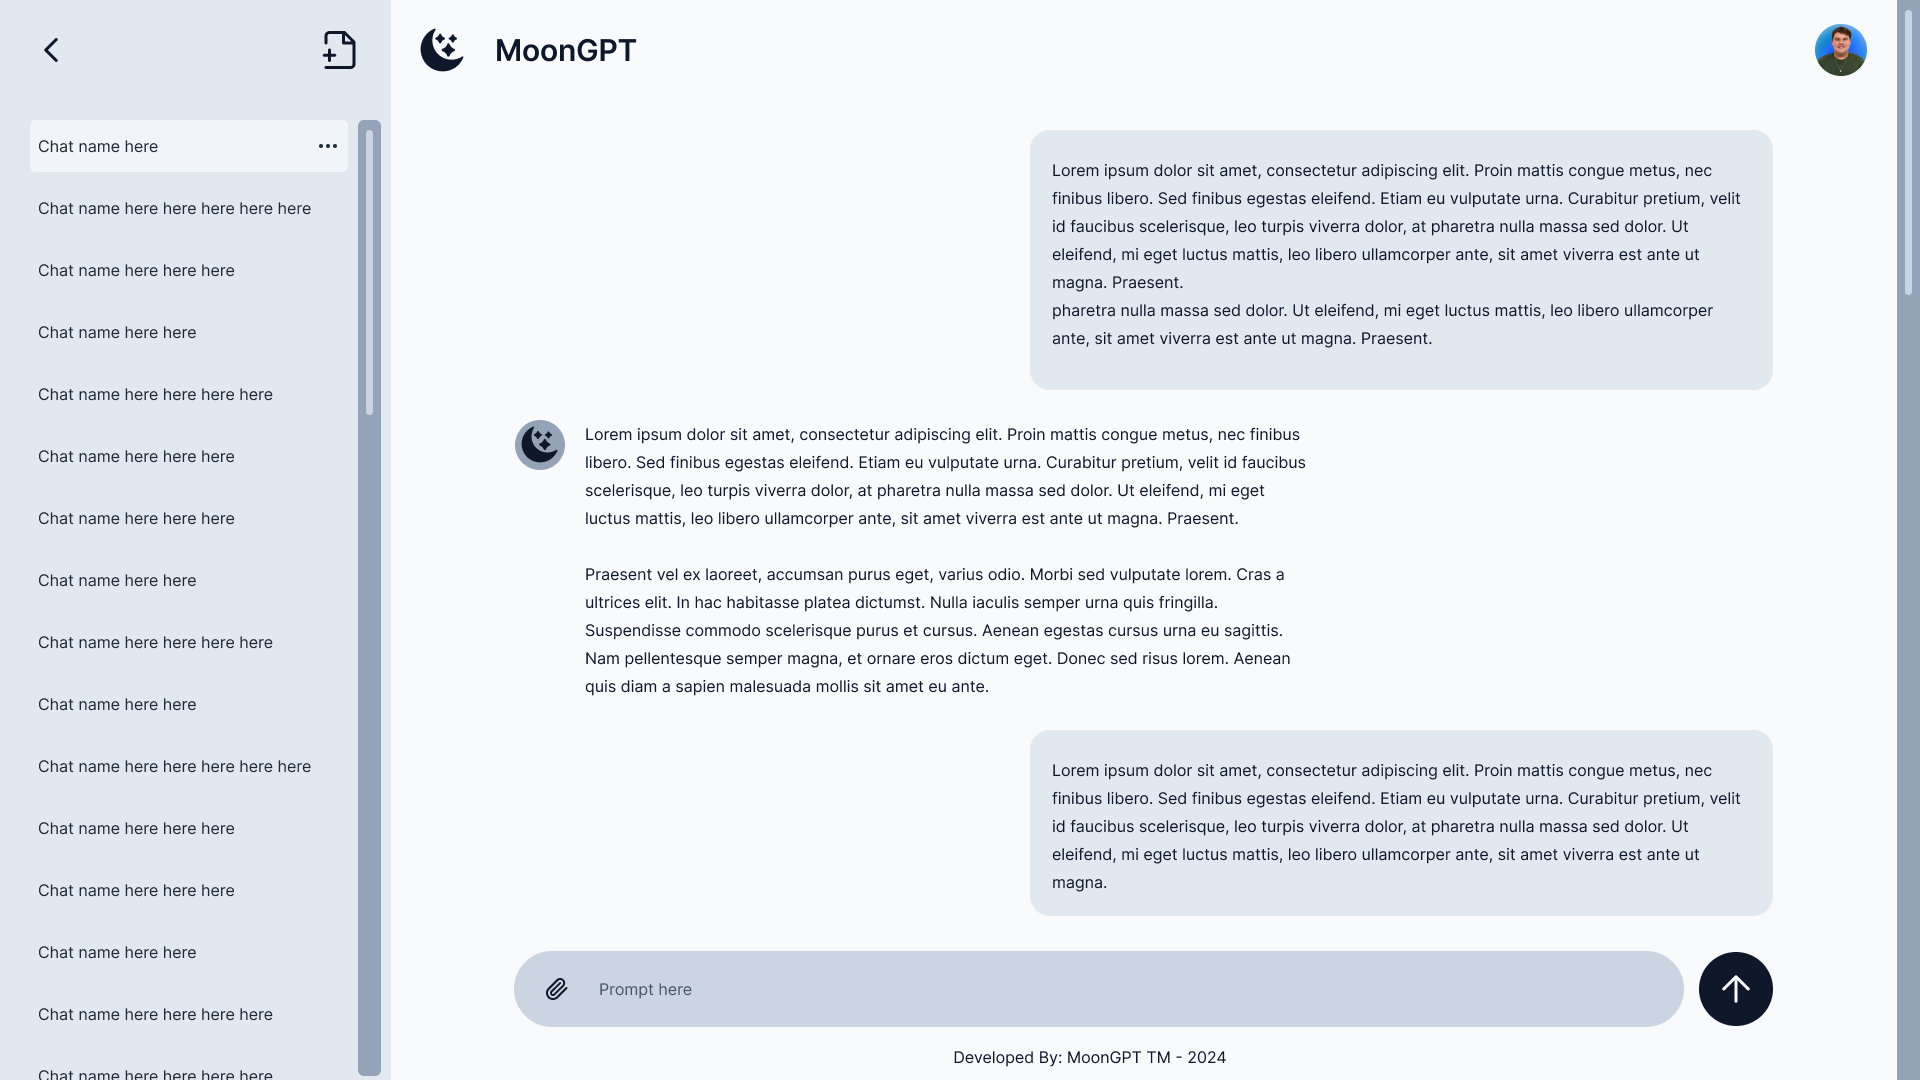 MoonGPT
Chat name here
Chat name here here here here here
Chat name here here here
Chat name here here
Chat name here here here here
Chat name here here here
Chat name here here here
Chat name here here
Chat name here here here here
Chat name here here
Chat name here here here here here
Chat name here here here
Chat name here here here
Chat name here here
Chat name here here here here
Chat name here here here here
Lorem ipsum dolor sit amet, consectetur adipiscing elit. Proin mattis congue metus, nec
finibus libero. Sed finibus egestas eleifend. Etiam eu vulputate urna. Curabitur pretium, velit
id faucibus scelerisque, leo turpis viverra dolor, at pharetra nulla massa sed dolor. Ut
eleifend, mi eget luctus mattis, leo libero ullamcorper ante, sit amet viverra est ante ut
magna. Praesent.
pharetra nulla massa sed dolor. Ut eleifend, mi eget luctus mattis, leo libero ullamcorper
ante, sit amet viverra est ante ut magna. Praesent.
Lorem ipsum dolor sit amet, consectetur adipiscing elit. Proin mattis congue metus, nec finibus
libero. Sed finibus egestas eleifend. Etiam eu vulputate urna. Curabitur pretium, velit id faucibus
scelerisque, leo turpis viverra dolor, at pharetra nulla massa sed dolor. Ut eleifend, mi eget
luctus mattis, leo libero ullamcorper ante, sit amet viverra est ante ut magna. Praesent.
Praesent vel ex laoreet, accumsan purus eget, varius odio. Morbi sed vulputate lorem. Cras a
ultrices elit. In hac habitasse platea dictumst. Nulla iaculis semper urna quis fringilla.
Suspendisse commodo scelerisque purus et cursus. Aenean egestas cursus urna eu sagittis.
Nam pellentesque semper magna, et ornare eros dictum eget. Donec sed risus lorem. Aenean
quis diam a sapien malesuada mollis sit amet eu ante.
Lorem ipsum dolor sit amet, consectetur adipiscing elit. Proin mattis congue metus, nec
finibus libero. Sed finibus egestas eleifend. Etiam eu vulputate urna. Curabitur pretium, velit
id faucibus scelerisque, leo turpis viverra dolor, at pharetra nulla massa sed dolor. Ut
eleifend, mi eget luctus mattis, leo libero ullamcorper ante, sit amet viverra est ante ut
magna.
Prompt here
Developed By: MoonGPT TM - 2024